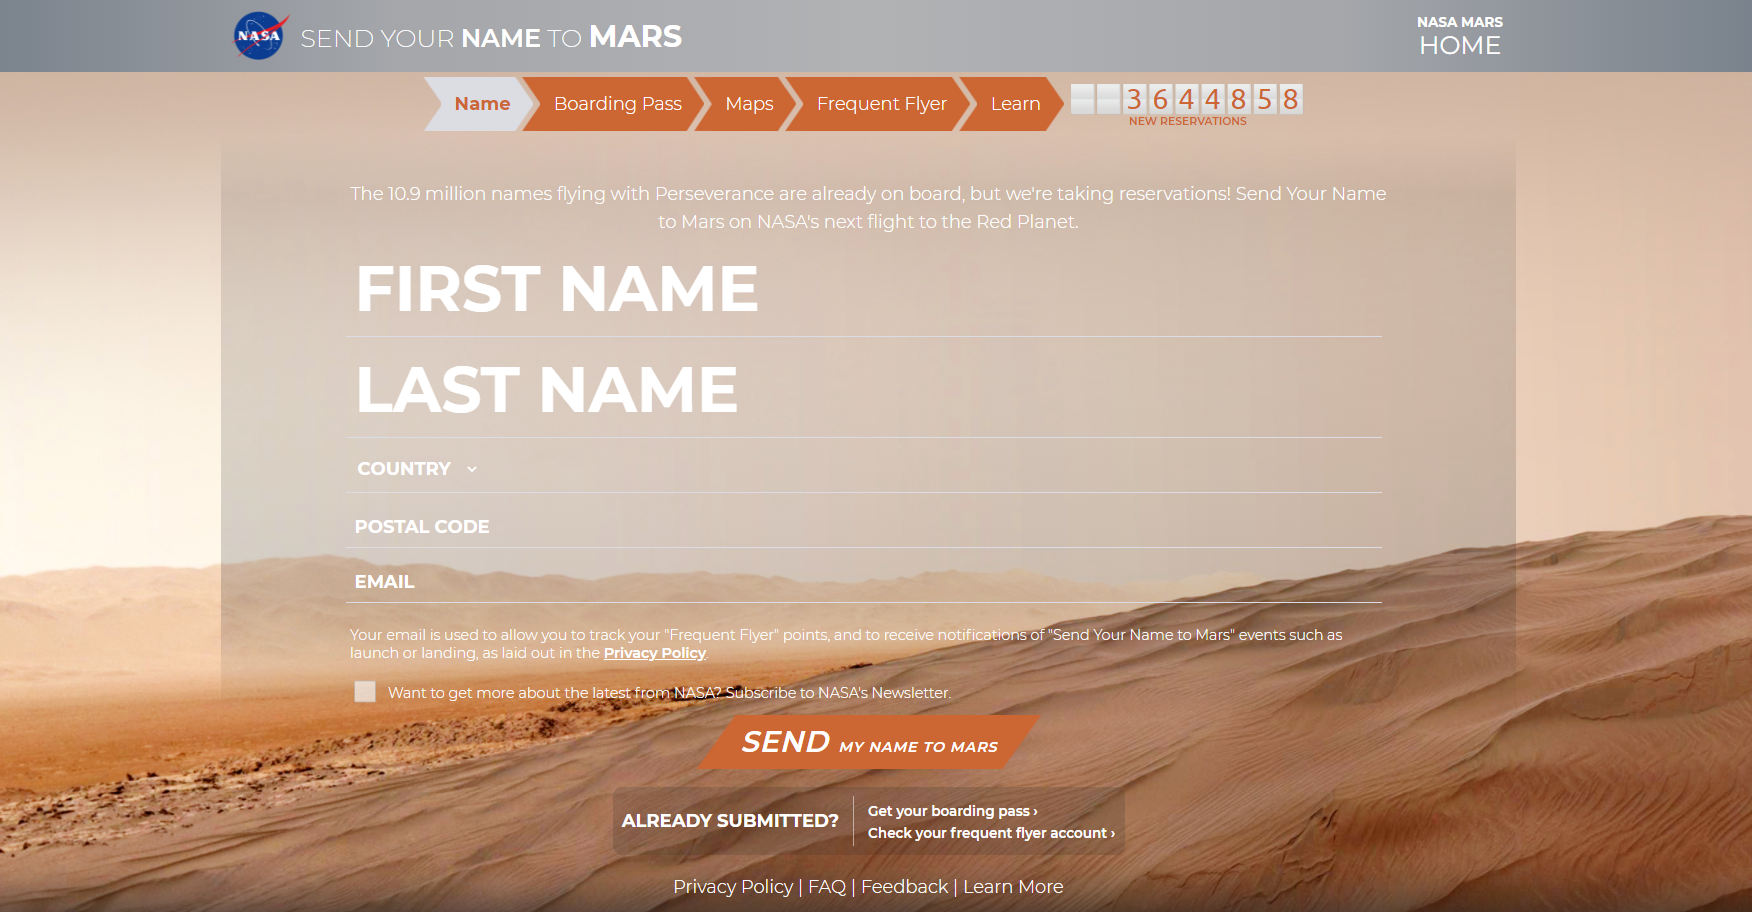 NASA
SEND YOUR NAME TO MARS
NASA MARS
HOME
Name
Boarding Pass
Maps
Frequent Flyer
Learn
3644858
NEW RESERVATIONS
The 10.9 million names flying with Perseverance are already on board, but we're taking reservations! Send Your Name
to Mars on NASA's next flight to the Red Planet.
FIRST NAME
LAST NAME
COUNTRY
POSTAL CODE
EMAIL
Your email is used to allow you to track your "Frequent Flyer" points, and to receive notifications of "Send Your Name to Mars" events such as
launch or landing, as laid out in the Privacy Policy.
Want to get more about the latest from NASA? Subscribe to NASA's Newsletter.
SEND MY NAME TO MARS
ALREADY SUBMITTED?
Get your boarding pass ›
Check your frequent flyer account ›
Privacy Policy | FAQ | Feedback | Learn More